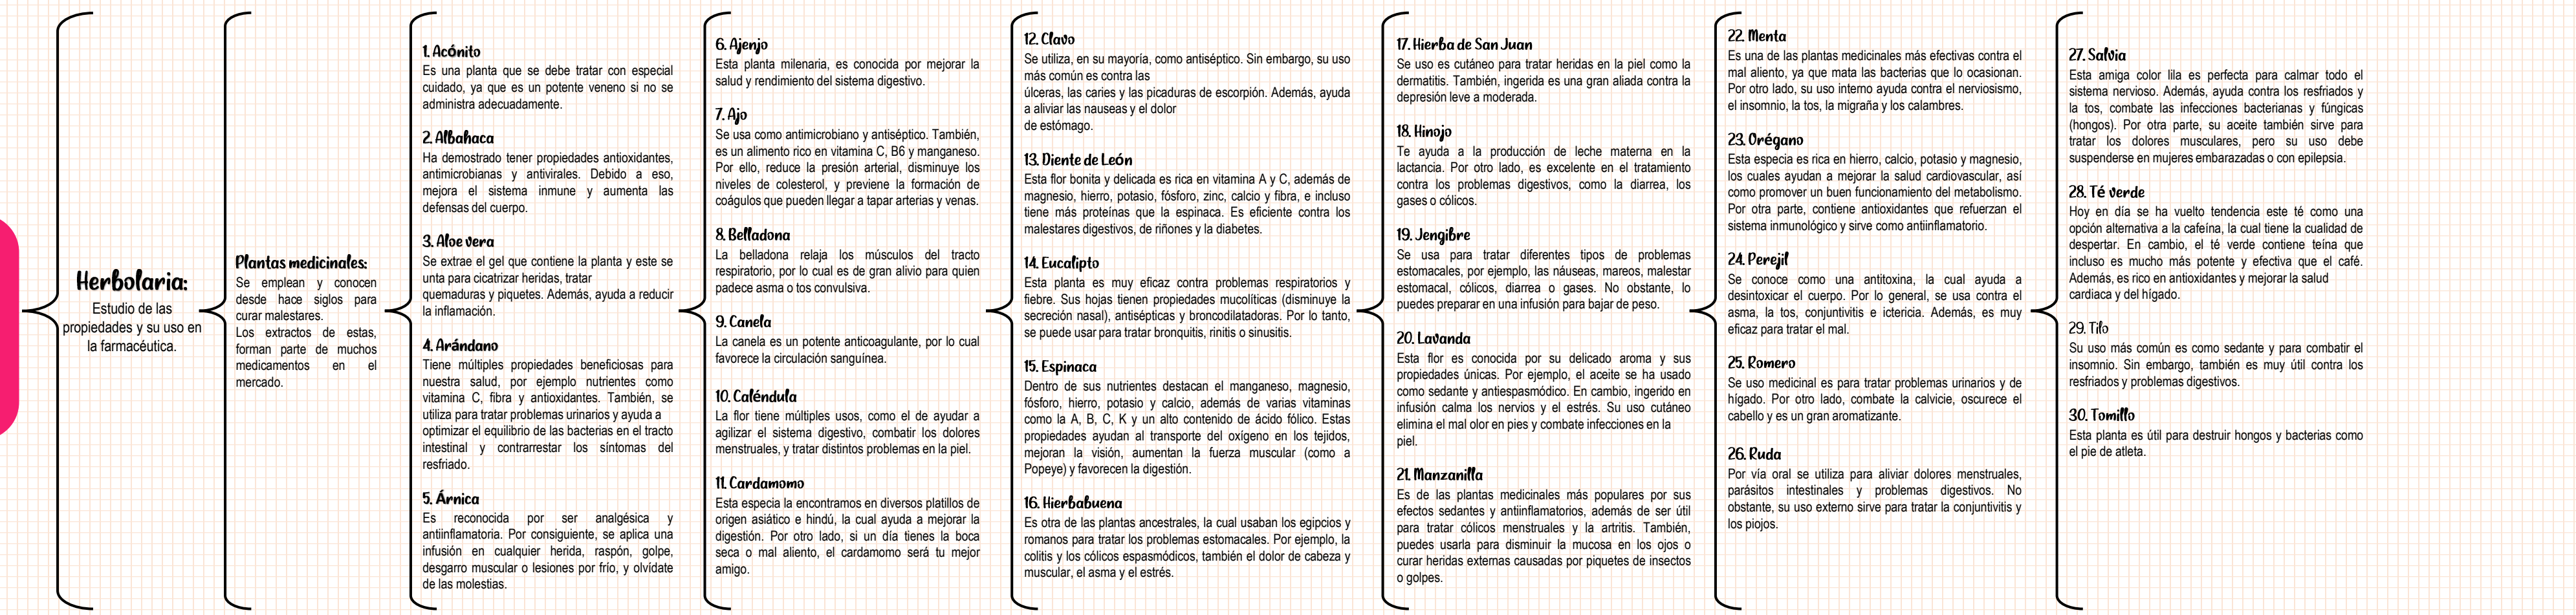 Herbolaria:
Estudio de las
propiedades y su uso en
la farmacéutica.
Plantas medicinales:
Se emplean y conocen
desde hace siglos para
curar malestares.
Los extractos de estas,
forman parte de muchos
medicamentos en el
mercado.
1. Acónito
Es una planta que se debe tratar con especial
cuidado, ya que es un potente veneno si no se
administra adecuadamente.
2. Albahaca
Ha demostrado tener propiedades antioxidantes,
antimicrobianas y antivirales. Debido a eso,
mejora el sistema inmune y aumenta las
defensas del cuerpo.
3. Aloe vera
Se extrae el gel que contiene la planta y este se
unta para cicatrizar heridas, tratar
quemaduras y piquetes. Además, ayuda a reducir
la inflamación.
4. Arándano
Tiene múltiples propiedades beneficiosas para
nuestra salud, por ejemplo nutrientes como
vitamina C, fibra y antioxidantes. También, se
utiliza para tratar problemas urinarios y ayuda a
optimizar el equilibrio de las bacterias en el tracto
intestinal y contrarrestar los síntomas del
resfriado.
5. Árnica
Es reconocida por ser analgésica y
antiinflamatoria. Por consiguiente, se aplica una
infusión en cualquier herida, raspón, golpe,
desgarro muscular o lesiones por frío, y olvídate
de las molestias.
6. Ajenjo
Esta planta milenaria, es conocida por mejorar la
salud y rendimiento del sistema digestivo.
7. Ajo
Se usa como antimicrobiano y antiséptico. También,
es un alimento rico en vitamina C, B6 y manganeso.
Por ello, reduce la presión arterial, disminuye los
niveles de colesterol, y previene la formación de
coágulos que pueden llegar a tapar arterias y venas.
8. Belladona
La belladona relaja los músculos del tracto
respiratorio, por lo cual es de gran alivio para quien
padece asma o tos convulsiva.
9. Canela
La canela es un potente anticoagulante, por lo cual
favorece la circulación sanguínea.
10. Caléndula
La flor tiene múltiples usos, como el de ayudar a
agilizar el sistema digestivo, combatir los dolores
menstruales, y tratar distintos problemas en la piel.
11. Cardamomo
Esta especia la encontramos en diversos platillos de
origen asiático e hindú, la cual ayuda a mejorar la
digestión. Por otro lado, si un día tienes la boca
seca o mal aliento, el cardamomo será tu mejor
amigo.
12. Clavo
Se utiliza, en su mayoría, como antiséptico. Sin embargo, su uso
más común es contra las
úlceras, las caries y las picaduras de escorpión. Además, ayuda
a aliviar las nauseas y el dolor
de estómago.
13. Diente de León
Esta flor bonita y delicada es rica en vitamina A y C, además de
magnesio, hierro, potasio, fósforo, zinc, calcio y fibra, e incluso
tiene más proteínas que la espinaca. Es eficiente contra los
malestares digestivos, de riñones y la diabetes.
14. Eucalipto
Esta planta es muy eficaz contra problemas respiratorios y
fiebre. Sus hojas tienen propiedades mucolíticas (disminuye la
secreción nasal), antisépticas y broncodilatadoras. Por lo tanto,
se puede usar para tratar bronquitis, rinitis o sinusitis.
15. Espinaca
Dentro de sus nutrientes destacan el manganeso, magnesio,
fósforo, hierro, potasio y calcio, además de varias vitaminas
como la A, B, C, K y un alto contenido de ácido fólico. Estas
propiedades ayudan al transporte del oxígeno en los tejidos,
mejoran la visión, aumentan la fuerza muscular (como a
Popeye) y favorecen la digestión.
16. Hierbabuena
Es otra de las plantas ancestrales, la cual usaban los egipcios y
romanos para tratar los problemas estomacales. Por ejemplo, la
colitis y los cólicos espasmódicos, también el dolor de cabeza y
muscular, el asma y el estrés.
17. Hierba de San Juan
Se uso es cutáneo para tratar heridas en la piel como la
dermatitis. También, ingerida es una gran aliada contra la
depresión leve a moderada.
18. Hinojo
Te ayuda a la producción de leche materna en la
lactancia. Por otro lado, es excelente en el tratamiento
contra los problemas digestivos, como la diarrea, los
gases o cólicos.
19. Jengibre
Se usa para tratar diferentes tipos de problemas
estomacales, por ejemplo, las náuseas, mareos, malestar
estomacal, cólicos, diarrea o gases. No obstante, lo
puedes preparar en una infusión para bajar de peso.
20. Lavanda
Esta flor es conocida por su delicado aroma y sus
propiedades únicas. Por ejemplo, el aceite se ha usado
como sedante y antiespasmódico. En cambio, ingerido en
infusión calma los nervios y el estrés. Su uso cutáneo
elimina el mal olor en pies y combate infecciones en la
piel.
21. Manzanilla
Es de las plantas medicinales más populares por sus
efectos sedantes y antiinflamatorios, además de ser útil
para tratar cólicos menstruales y la artritis. También,
puedes usarla para disminuir la mucosa en los ojos o
curar heridas externas causadas por piquetes de insectos
o golpes.
22. Menta
Es una de las plantas medicinales más efectivas contra el
mal aliento, ya que mata las bacterias que lo ocasionan.
Por otro lado, su uso interno ayuda contra el nerviosismo,
el insomnio, la tos, la migraña y los calambres.
23. Orégano
Esta especia es rica en hierro, calcio, potasio y magnesio,
los cuales ayudan a mejorar la salud cardiovascular, así
como promover un buen funcionamiento del metabolismo.
Por otra parte, contiene antioxidantes que refuerzan el
sistema inmunológico y sirve como antiinflamatorio.
24. Perejil
Se conoce como una antitoxina, la cual ayuda a
desintoxicar el cuerpo. Por lo general, se usa contra el
asma, la tos, conjuntivitis e ictericia. Además, es muy
eficaz para tratar el mal.
25. Romero
Se uso medicinal es para tratar problemas urinarios y de
hígado. Por otro lado, combate la calvicie, oscurece el
cabello y es un gran aromatizante.
26. Ruda
Por vía oral se utiliza para aliviar dolores menstruales,
parásitos intestinales y problemas digestivos. No
obstante, su uso externo sirve para tratar la conjuntivitis y
los piojos.
27. Salvia
Esta amiga color lila es perfecta para calmar todo el
sistema nervioso. Además, ayuda contra los resfriados y
la tos, combate las infecciones bacterianas y fúngicas
(hongos). Por otra parte, su aceite también sirve para
tratar los dolores musculares, pero su uso debe
suspenderse en mujeres embarazadas o con epilepsia.
28. Té verde
Hoy en día se ha vuelto tendencia este té como una
opción alternativa a la cafeína, la cual tiene la cualidad de
despertar. En cambio, el té verde contiene teína que
incluso es mucho más potente y efectiva que el café.
Además, es rico en antioxidantes y mejorar la salud
cardiaca y del hígado.
29. Tilo
Su uso más común es como sedante y para combatir el
insomnio. Sin embargo, también es muy útil contra los
resfriados y problemas digestivos.
30. Tomillo
Esta planta es útil para destruir hongos y bacterias como
el pie de atleta.